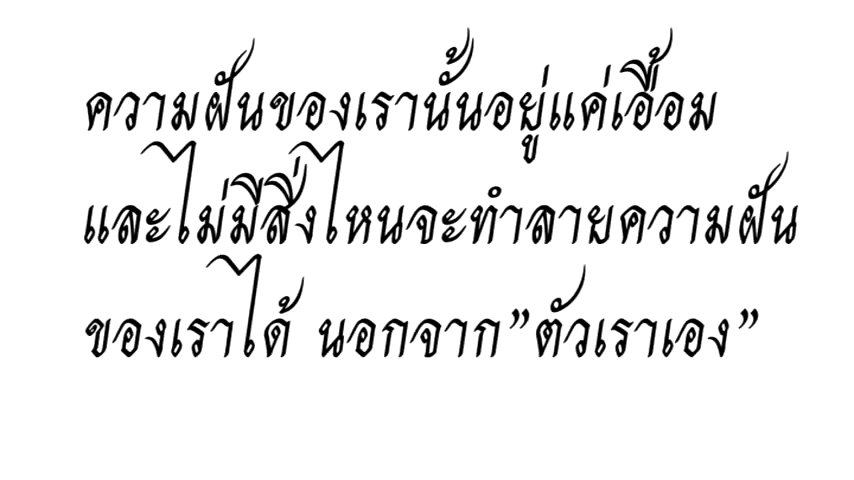 ความฝันของเรานั้นอยู่แค่เอื้อม
และไม่มีสิ่งไหนจะทำลายความฝัน
ของเราได้ นอกจาก”ตัวเราเอง”